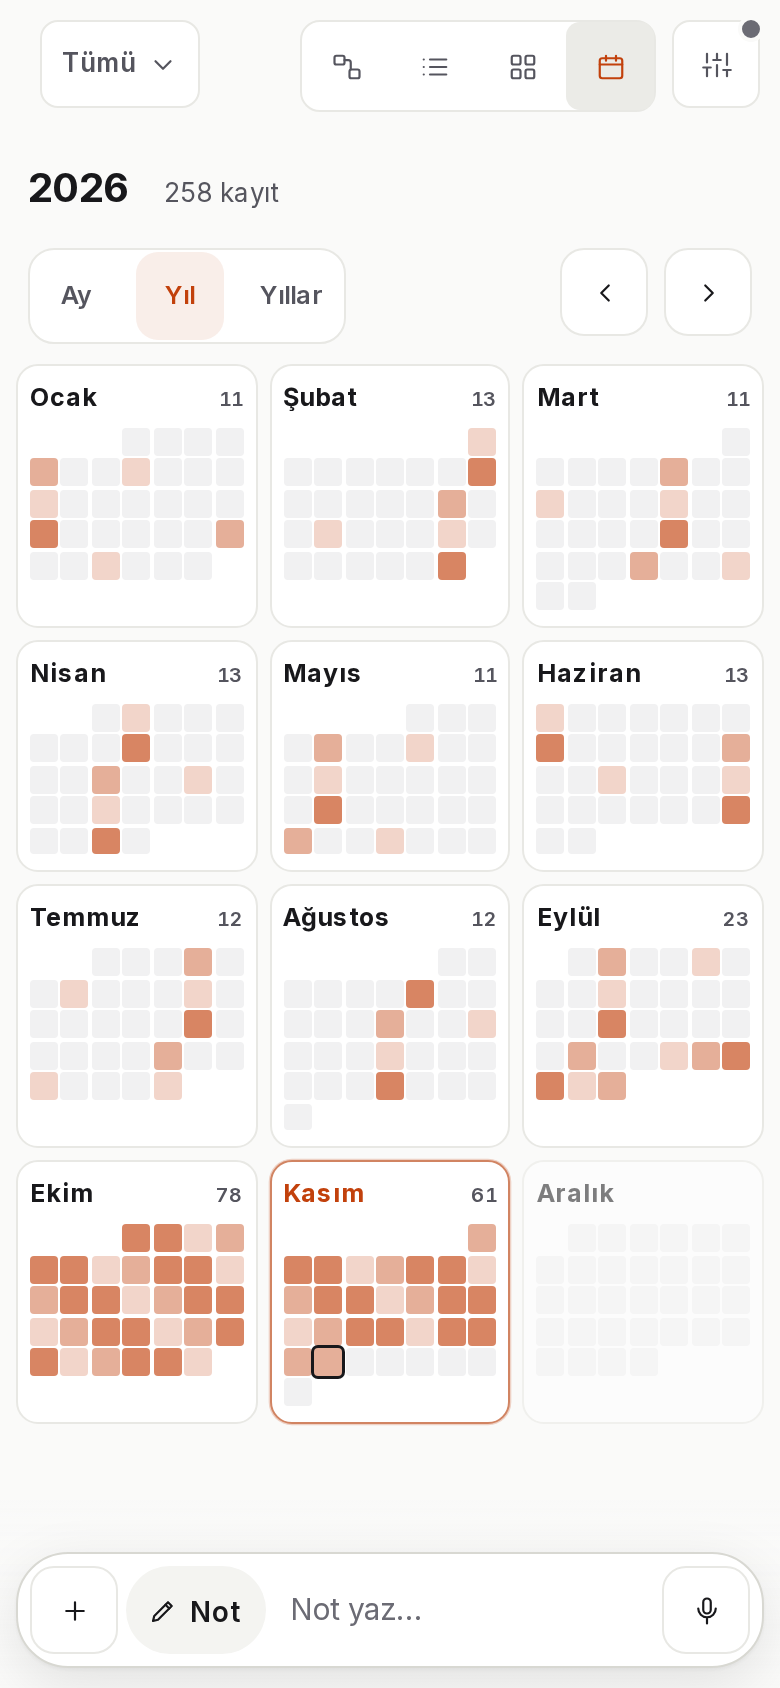 Tümü
2026 258 kayıt
Ay Yıl Yıllar
Ocak 11 Şubat 13 Mart 11
Nisan 13 Mayıs 11 Haziran 13
Temmuz 12 Ağustos 12 Eylül 23
Ekim 78 Kasım 61 Aralık
Not Not yaz...